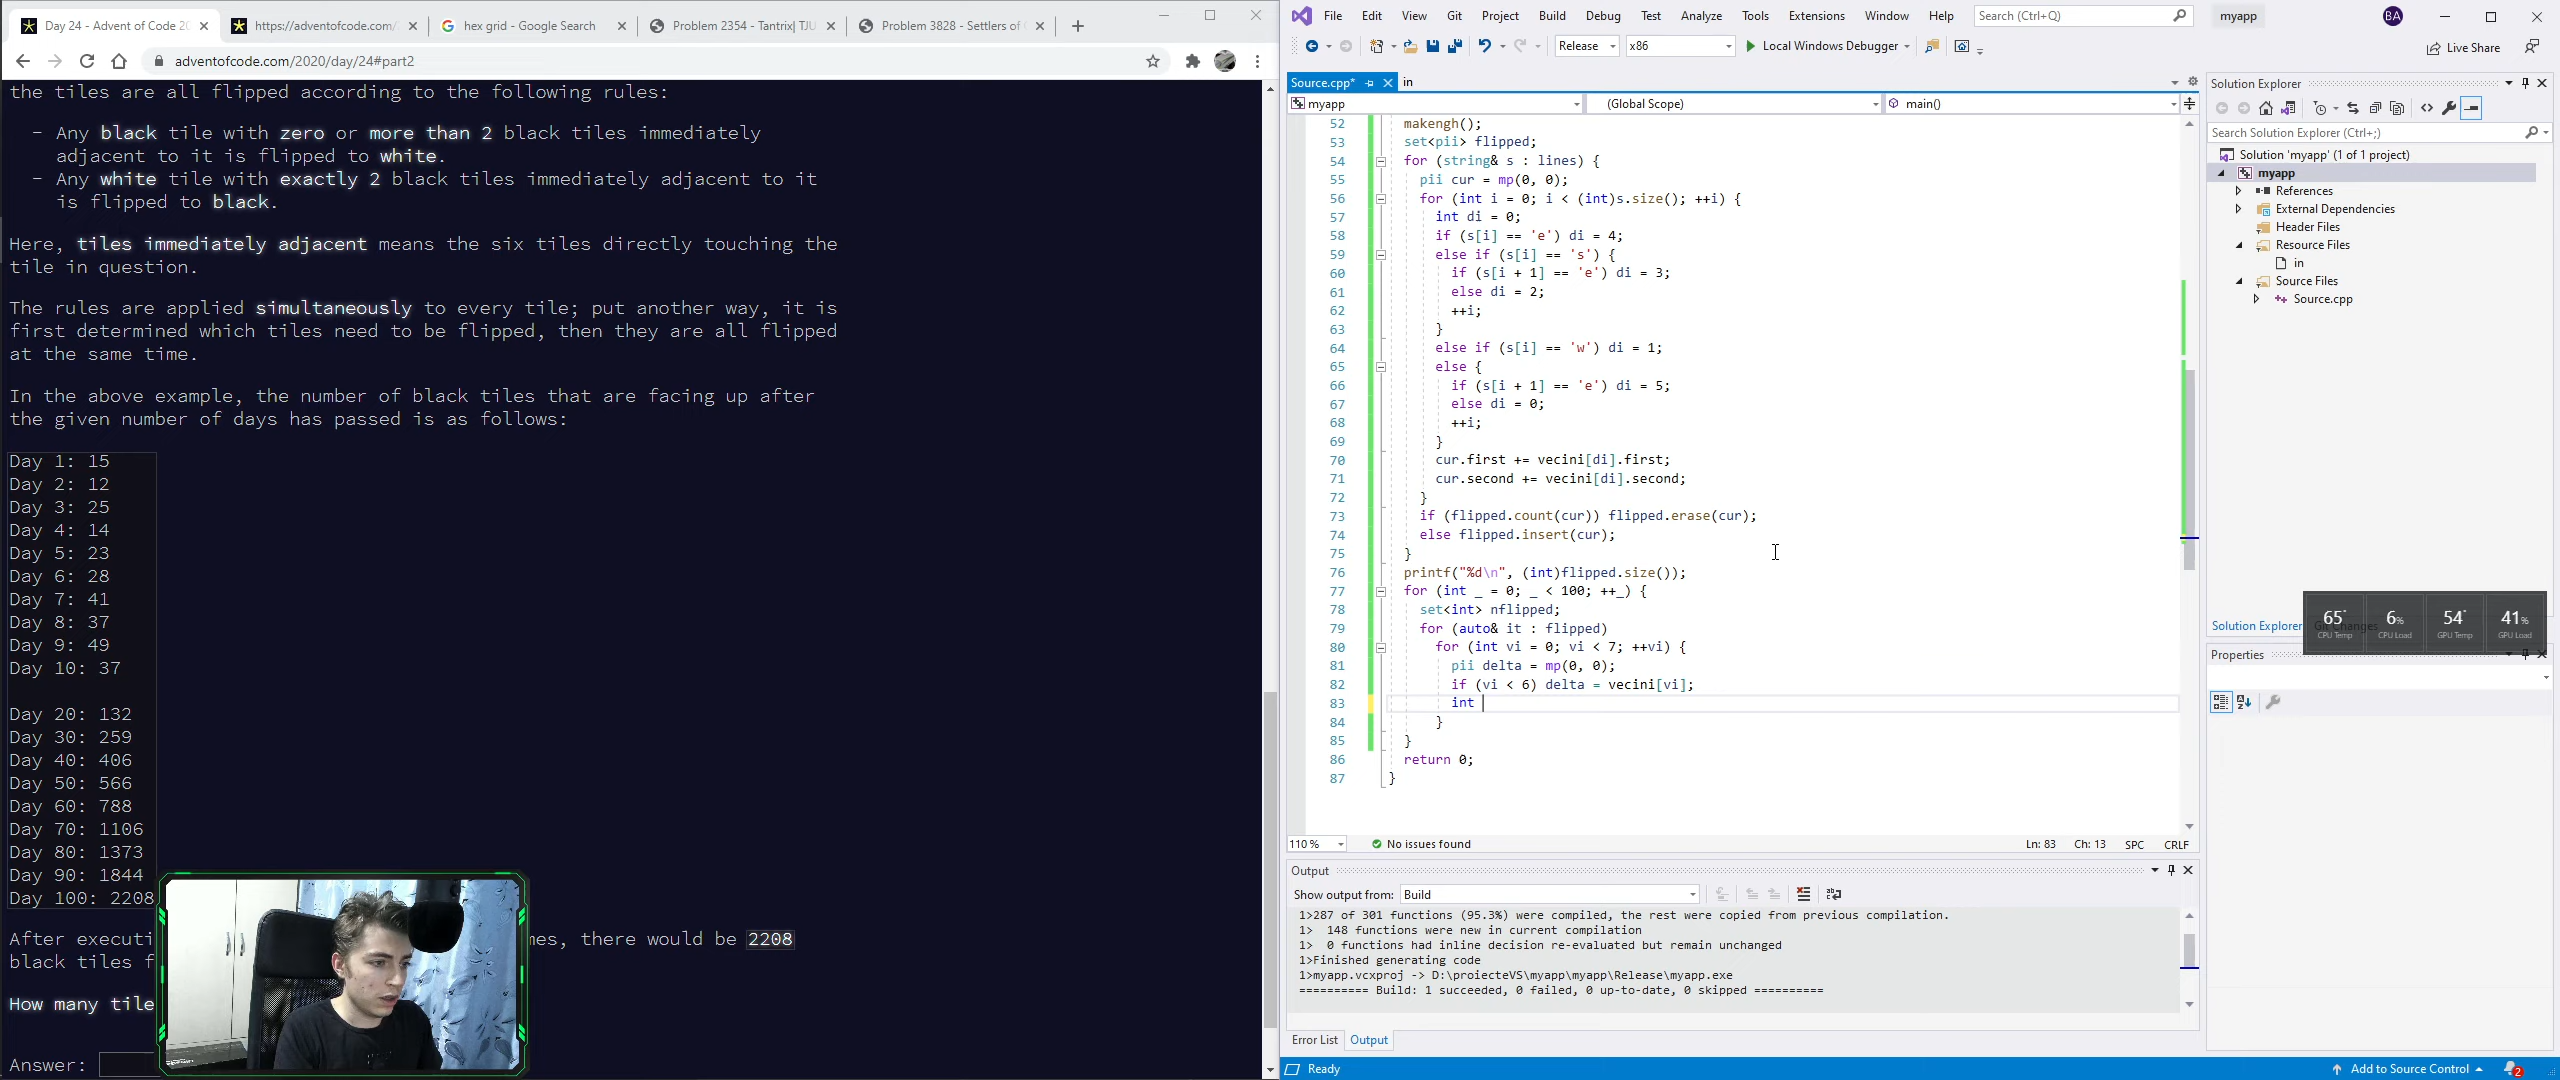 Day 24 - Advent of Code 20
https://adventofcode.com/
hex grid - Google Search
Problem 2354 - Tantrix| TJU
Problem 3828 - Settlers of
adventofcode.com/2020/day/24#part2
the tiles are all flipped according to the following rules:
- Any black tile with zero or more than 2 black tiles immediately
adjacent to it is flipped to white.
- Any white tile with exactly 2 black tiles immediately adjacent to it
is flipped to black.
Here, tiles immediately adjacent means the six tiles directly touching the
tile in question.
The rules are applied simultaneously to every tile; put another way, it is
first determined which tiles need to be flipped, then they are all flipped
at the same time.
In the above example, the number of black tiles that are facing up after
the given number of days has passed is as follows:
Day 1: 15
Day 2: 12
Day 3: 25
Day 4: 14
Day 5: 23
Day 6: 28
Day 7: 41
Day 8: 37
Day 9: 49
Day 10: 37
Day 20: 132
Day 30: 259
Day 40: 406
Day 50: 566
Day 60: 788
Day 70: 1106
Day 80: 1373
Day 90: 1844
Day 100: 2208
After executi mes, there would be 2208
black tiles f
How many tile
Answer:
File Edit View Git Project Build Debug Test Analyze Tools Extensions Window Help Search (Ctrl+Q) myapp BA
Release x86 Local Windows Debugger Live Share
Source.cpp* in
myapp (Global Scope) main()
52 makengh();
53 set<pii> flipped;
54 for (string& s : lines) {
55 pii cur = mp(0, 0);
56 for (int i = 0; i < (int)s.size(); ++i) {
57 int di = 0;
58 if (s[i] == 'e') di = 4;
59 else if (s[i] == 's') {
60 if (s[i + 1] == 'e') di = 3;
61 else di = 2;
62 ++i;
63 }
64 else if (s[i] == 'w') di = 1;
65 else {
66 if (s[i + 1] == 'e') di = 5;
67 else di = 0;
68 ++i;
69 }
70 cur.first += vecini[di].first;
71 cur.second += vecini[di].second;
72 }
73 if (flipped.count(cur)) flipped.erase(cur);
74 else flipped.insert(cur);
75 }
76 printf("%d\n", (int)flipped.size());
77 for (int _ = 0; _ < 100; ++_) {
78 set<int> nflipped;
79 for (auto& it : flipped)
80 for (int vi = 0; vi < 7; ++vi) {
81 pii delta = mp(0, 0);
82 if (vi < 6) delta = vecini[vi];
83 int
84 }
85 }
86 return 0;
87 }
110 % No issues found Ln: 83 Ch: 13 SPC CRLF
Output
Show output from: Build
1>287 of 301 functions (95.3%) were compiled, the rest were copied from previous compilation.
1> 148 functions were new in current compilation
1> 0 functions had inline decision re-evaluated but remain unchanged
1>Finished generating code
1>myapp.vcxproj -> D:\proiecteVS\myapp\myapp\Release\myapp.exe
========== Build: 1 succeeded, 0 failed, 0 up-to-date, 0 skipped ==========
Error List Output
Ready Add to Source Control 2
Solution Explorer
Search Solution Explorer (Ctrl+;)
Solution 'myapp' (1 of 1 project)
myapp
References
External Dependencies
Header Files
Resource Files
in
Source Files
Source.cpp
65° 6% 54° 41%
CPU Temp CPU Load GPU Temp GPU Load
Solution Explorer Git Changes
Properties